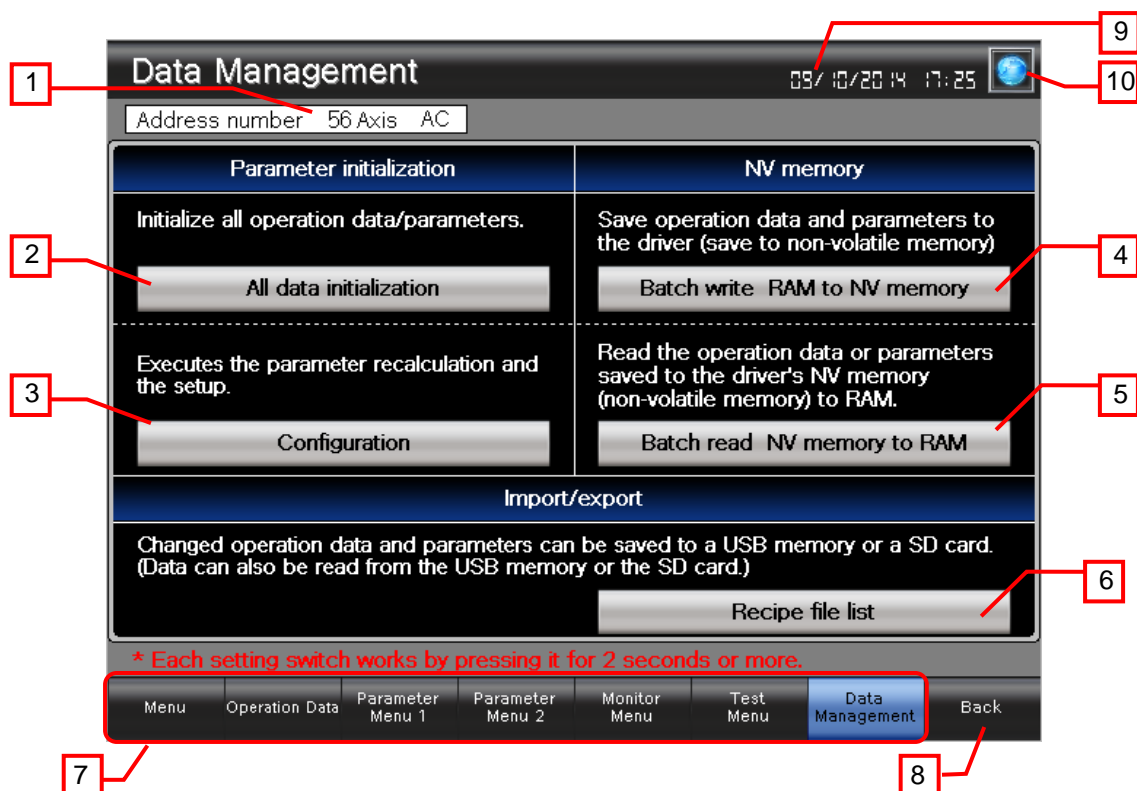 9
Data Management
09/10/2014 17:25
10
1
Address number 56 Axis AC
Parameter initialization
NV memory
Initialize all operation data/parameters.
Save operation data and parameters to
the driver (save to non-volatile memory)
2
4
All data initialization
Batch write RAM to NV memory
Executes the parameter recalculation and
the setup.
Read the operation data or parameters
saved to the driver's NV memory
(non-volatile memory) to RAM.
3
5
Configuration
Batch read NV memory to RAM
Import/export
Changed operation data and parameters can be saved to a USB memory or a SD card.
(Data can also be read from the USB memory or the SD card.)
6
Recipe file list
* Each setting switch works by pressing it for 2 seconds or more.
Menu
Operation Data
Parameter
Menu 1
Parameter
Menu 2
Monitor
Menu
Test
Menu
Data
Management
Back
7
8